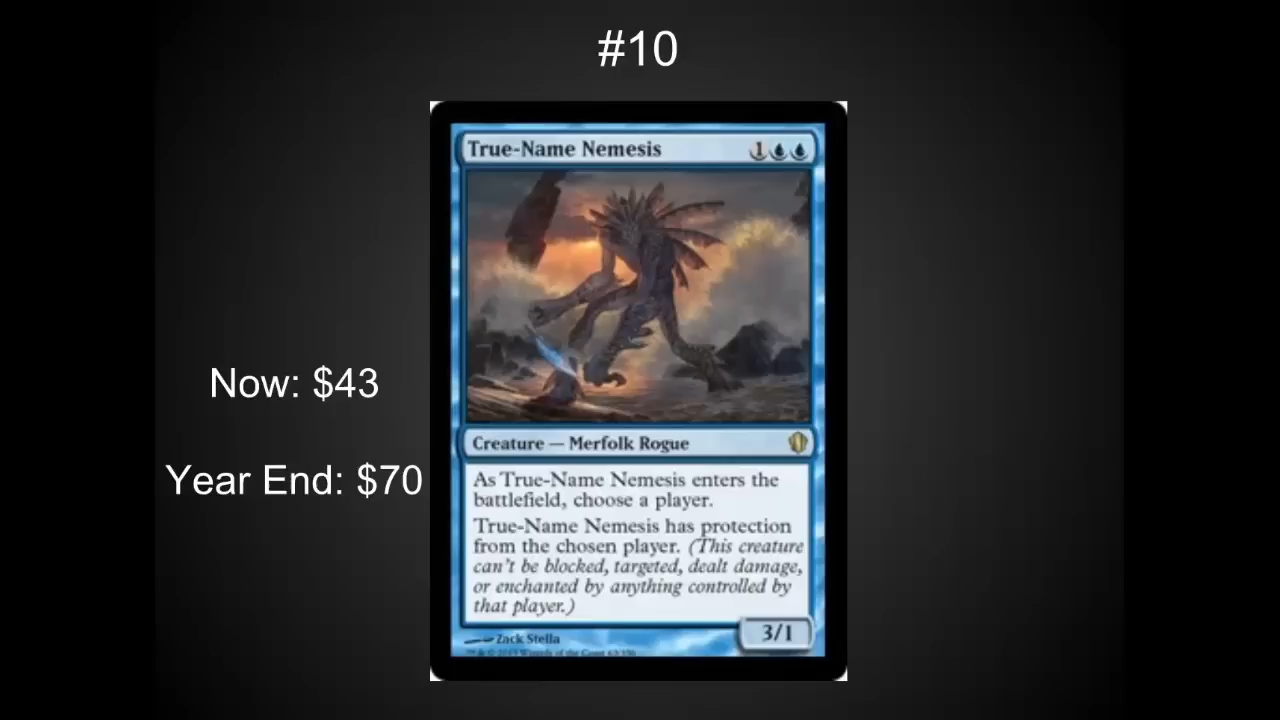 #10
True-Name Nemesis 1
Now: $43
Year End: $70
Creature — Merfolk Rogue
As True-Name Nemesis enters the
battlefield, choose a player.
True-Name Nemesis has protection
from the chosen player. (This creature
can't be blocked, targeted, dealt damage,
or enchanted by anything controlled by
that player.)
3/1
Zack Stella